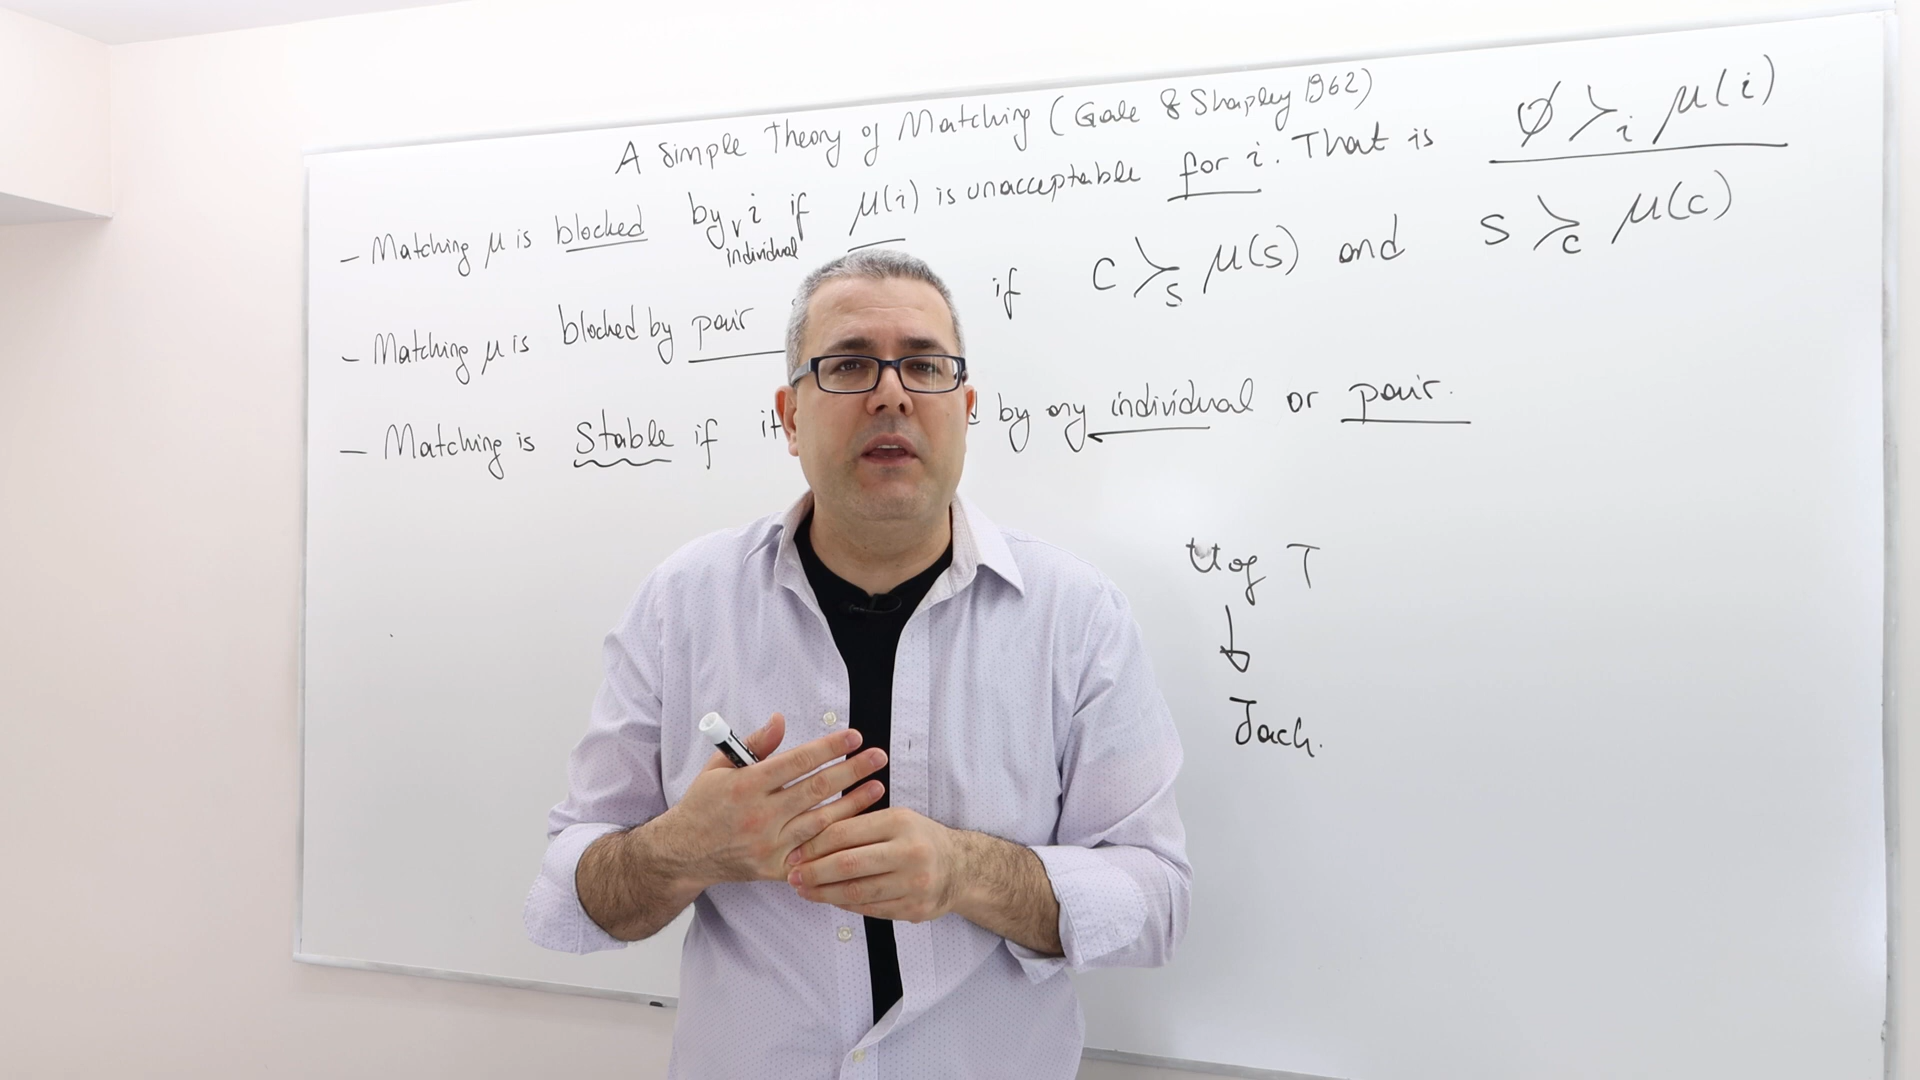 A Simple Theory of Matching (Gale & Shapley 1962)
- Matching μ is blocked by individual i if μ(i) is unacceptable for i. That is ∅ ≻ᵢ μ(i)
- Matching μ is blocked by pair if c ≻ₛ μ(s) and s ≻꜀ μ(c)
- Matching is stable if it by any individual or pair.
U of T
Jack.